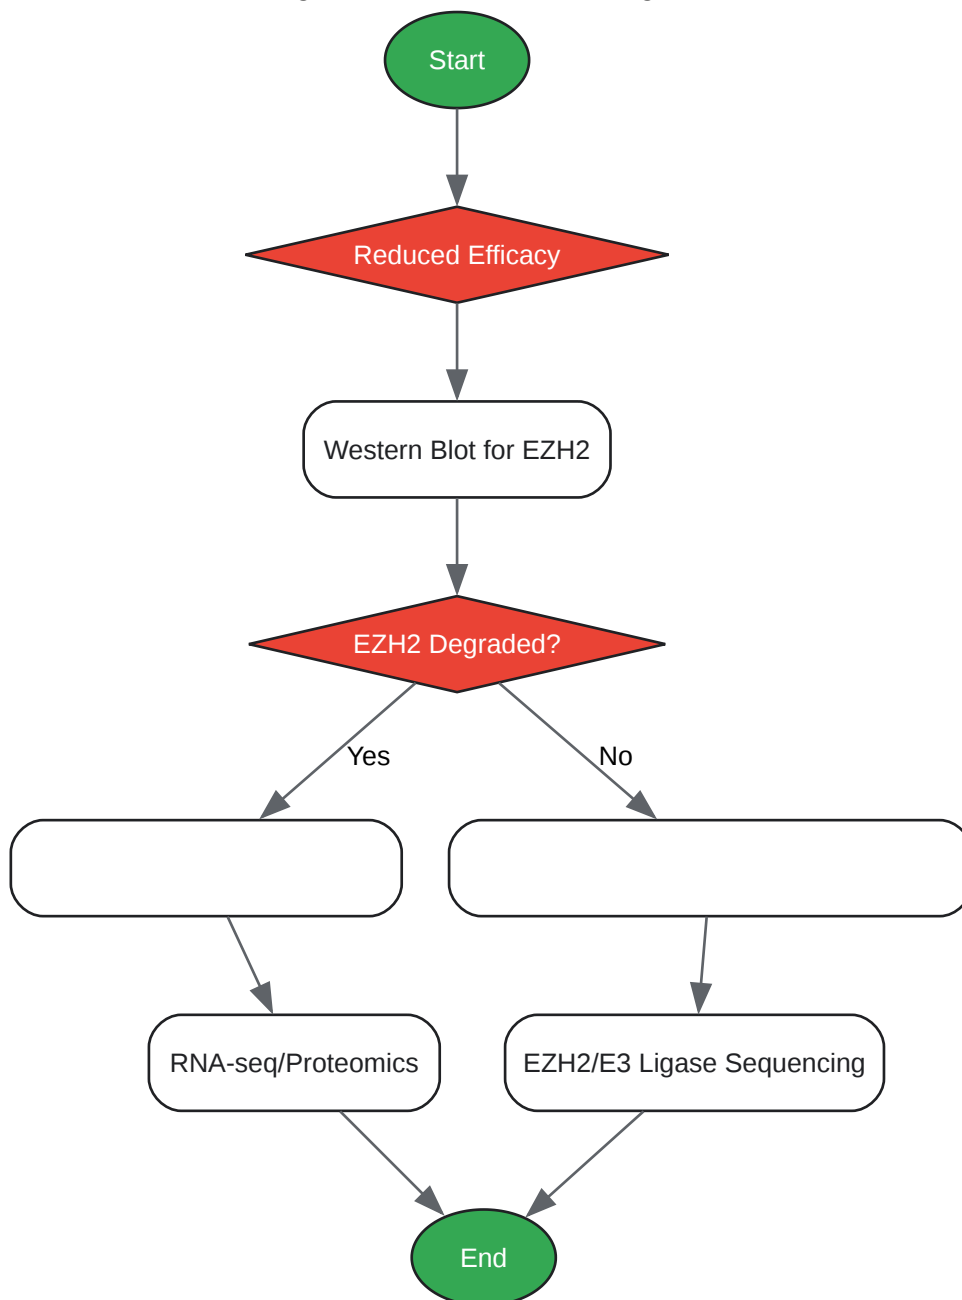 Start
Reduced Efficacy
Western Blot for EZH2
EZH2 Degraded?
Yes
No
RNA-seq/Proteomics
EZH2/E3 Ligase Sequencing
End